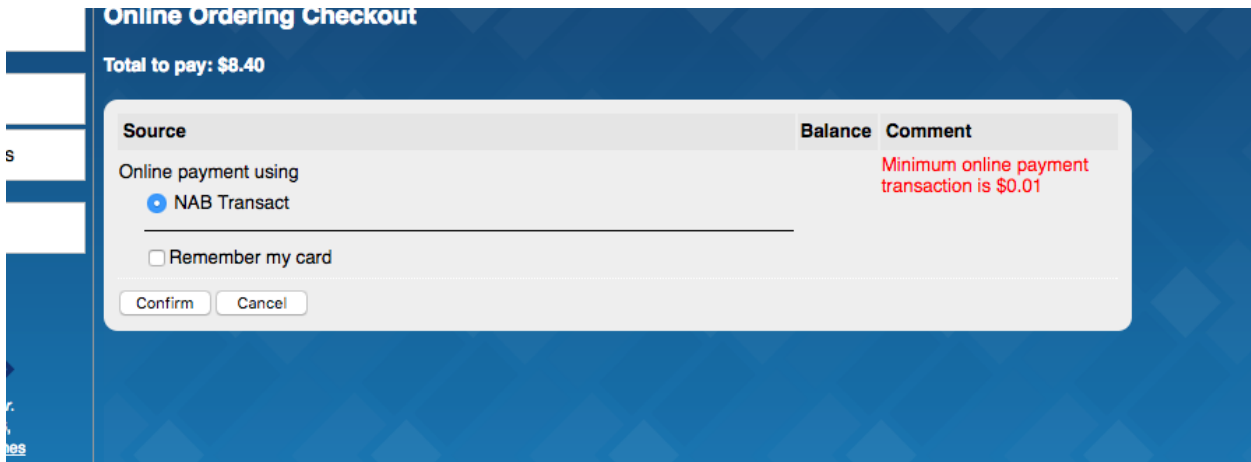 Online Ordering Checkout
Total to pay: $8.40
Source Balance Comment
Online payment using
Minimum online payment
transaction is $0.01
NAB Transact
Remember my card
Confirm Cancel
s
r.